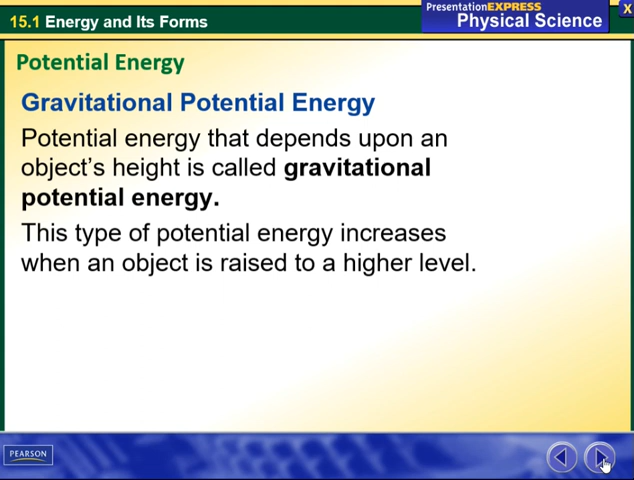 PresentationEXPRESS
X
15.1 Energy and Its Forms
Physical Science
Potential Energy
Gravitational Potential Energy
Potential energy that depends upon an
object’s height is called gravitational
potential energy.
This type of potential energy increases
when an object is raised to a higher level.
PEARSON